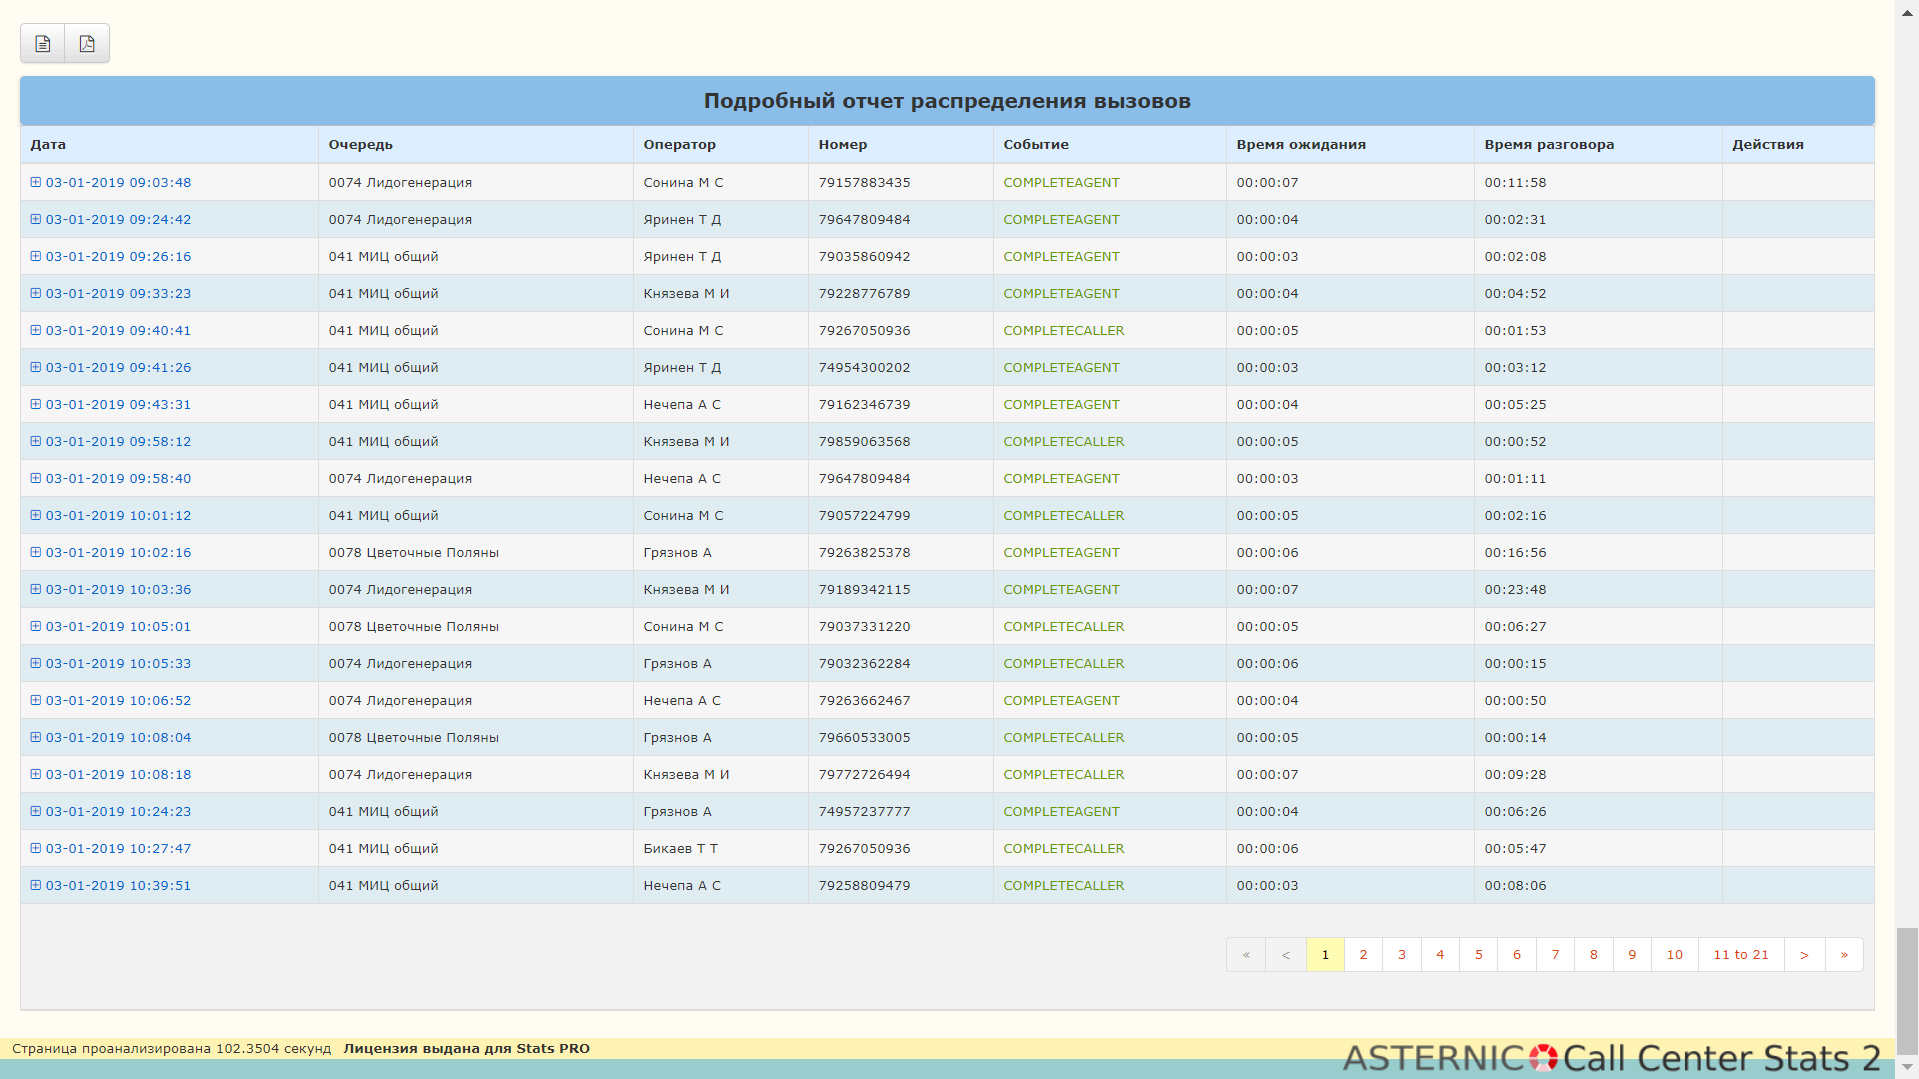 Подробный отчет распределения вызовов
Дата Очередь Оператор Номер Событие Время ожидания Время разговора Действия
03-01-2019 09:03:48 0074 Лидогенерация Сонина М С 79157883435 COMPLETEAGENT 00:00:07 00:11:58
03-01-2019 09:24:42 0074 Лидогенерация Яринен Т Д 79647809484 COMPLETEAGENT 00:00:04 00:02:31
03-01-2019 09:26:16 041 МИЦ общий Яринен Т Д 79035860942 COMPLETEAGENT 00:00:03 00:02:08
03-01-2019 09:33:23 041 МИЦ общий Князева М И 79228776789 COMPLETEAGENT 00:00:04 00:04:52
03-01-2019 09:40:41 041 МИЦ общий Сонина М С 79267050936 COMPLETECALLER 00:00:05 00:01:53
03-01-2019 09:41:26 041 МИЦ общий Яринен Т Д 74954300202 COMPLETEAGENT 00:00:03 00:03:12
03-01-2019 09:43:31 041 МИЦ общий Нечепа А С 79162346739 COMPLETEAGENT 00:00:04 00:05:25
03-01-2019 09:58:12 041 МИЦ общий Князева М И 79859063568 COMPLETECALLER 00:00:05 00:00:52
03-01-2019 09:58:40 0074 Лидогенерация Нечепа А С 79647809484 COMPLETEAGENT 00:00:03 00:01:11
03-01-2019 10:01:12 041 МИЦ общий Сонина М С 79057224799 COMPLETECALLER 00:00:05 00:02:16
03-01-2019 10:02:16 0078 Цветочные Поляны Грязнов А 79263825378 COMPLETEAGENT 00:00:06 00:16:56
03-01-2019 10:03:36 0074 Лидогенерация Князева М И 79189342115 COMPLETEAGENT 00:00:07 00:23:48
03-01-2019 10:05:01 0078 Цветочные Поляны Сонина М С 79037331220 COMPLETECALLER 00:00:05 00:06:27
03-01-2019 10:05:33 0074 Лидогенерация Грязнов А 79032362284 COMPLETECALLER 00:00:06 00:00:15
03-01-2019 10:06:52 0074 Лидогенерация Нечепа А С 79263662467 COMPLETEAGENT 00:00:04 00:00:50
03-01-2019 10:08:04 0078 Цветочные Поляны Грязнов А 79660533005 COMPLETECALLER 00:00:05 00:00:14
03-01-2019 10:08:18 0074 Лидогенерация Князева М И 79772726494 COMPLETECALLER 00:00:07 00:09:28
03-01-2019 10:24:23 041 МИЦ общий Грязнов А 74957237777 COMPLETEAGENT 00:00:04 00:06:26
03-01-2019 10:27:47 041 МИЦ общий Бикаев Т Т 79267050936 COMPLETECALLER 00:00:06 00:05:47
03-01-2019 10:39:51 041 МИЦ общий Нечепа А С 79258809479 COMPLETECALLER 00:00:03 00:08:06
« < 1 2 3 4 5 6 7 8 9 10 11 to 21 > »
Страница проанализирована 102.3504 секунд Лицензия выдана для Stats PRO
ASTERNIC Call Center Stats 2